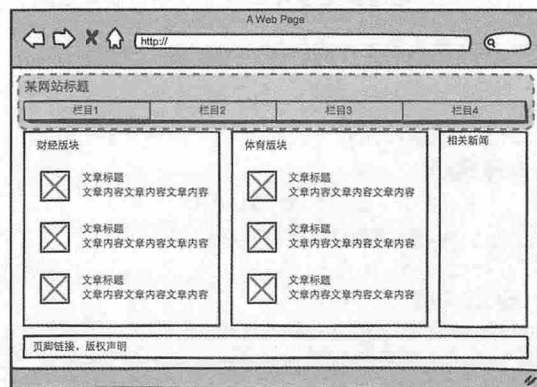 A Web Page
http://
某网站标题
栏目1 栏目2 栏目3 栏目4
财经版块
文章标题
文章内容文章内容文章内容
文章标题
文章内容文章内容文章内容
文章标题
文章内容文章内容文章内容
体育版块
文章标题
文章内容文章内容文章内容
文章标题
文章内容文章内容文章内容
文章标题
文章内容文章内容文章内容
相关新闻
页脚链接、版权声明